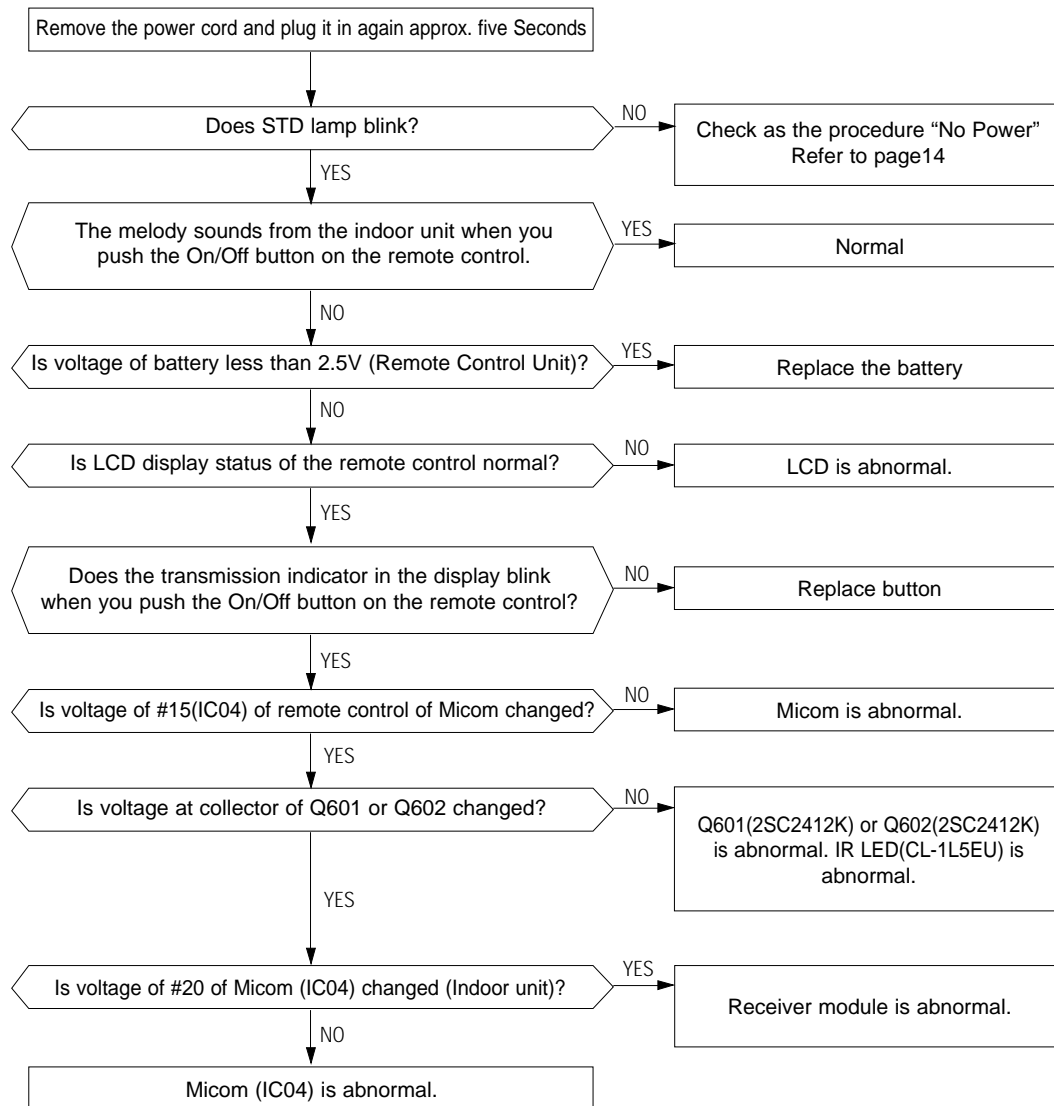 Remove the power cord and plug it in again approx. five Seconds
Does STD lamp blink?
NO
Check as the procedure “No Power”
Refer to page14
YES
The melody sounds from the indoor unit when you
push the On/Off button on the remote control.
YES
Normal
NO
Is voltage of battery less than 2.5V (Remote Control Unit)?
YES
Replace the battery
NO
Is LCD display status of the remote control normal?
NO
LCD is abnormal.
YES
Does the transmission indicator in the display blink
when you push the On/Off button on the remote control?
NO
Replace button
YES
Is voltage of #15(IC04) of remote control of Micom changed?
NO
Micom is abnormal.
YES
Is voltage at collector of Q601 or Q602 changed?
NO
Q601(2SC2412K) or Q602(2SC2412K)
is abnormal. IR LED(CL-1L5EU) is
abnormal.
YES
Is voltage of #20 of Micom (IC04) changed (Indoor unit)?
YES
Receiver module is abnormal.
NO
Micom (IC04) is abnormal.